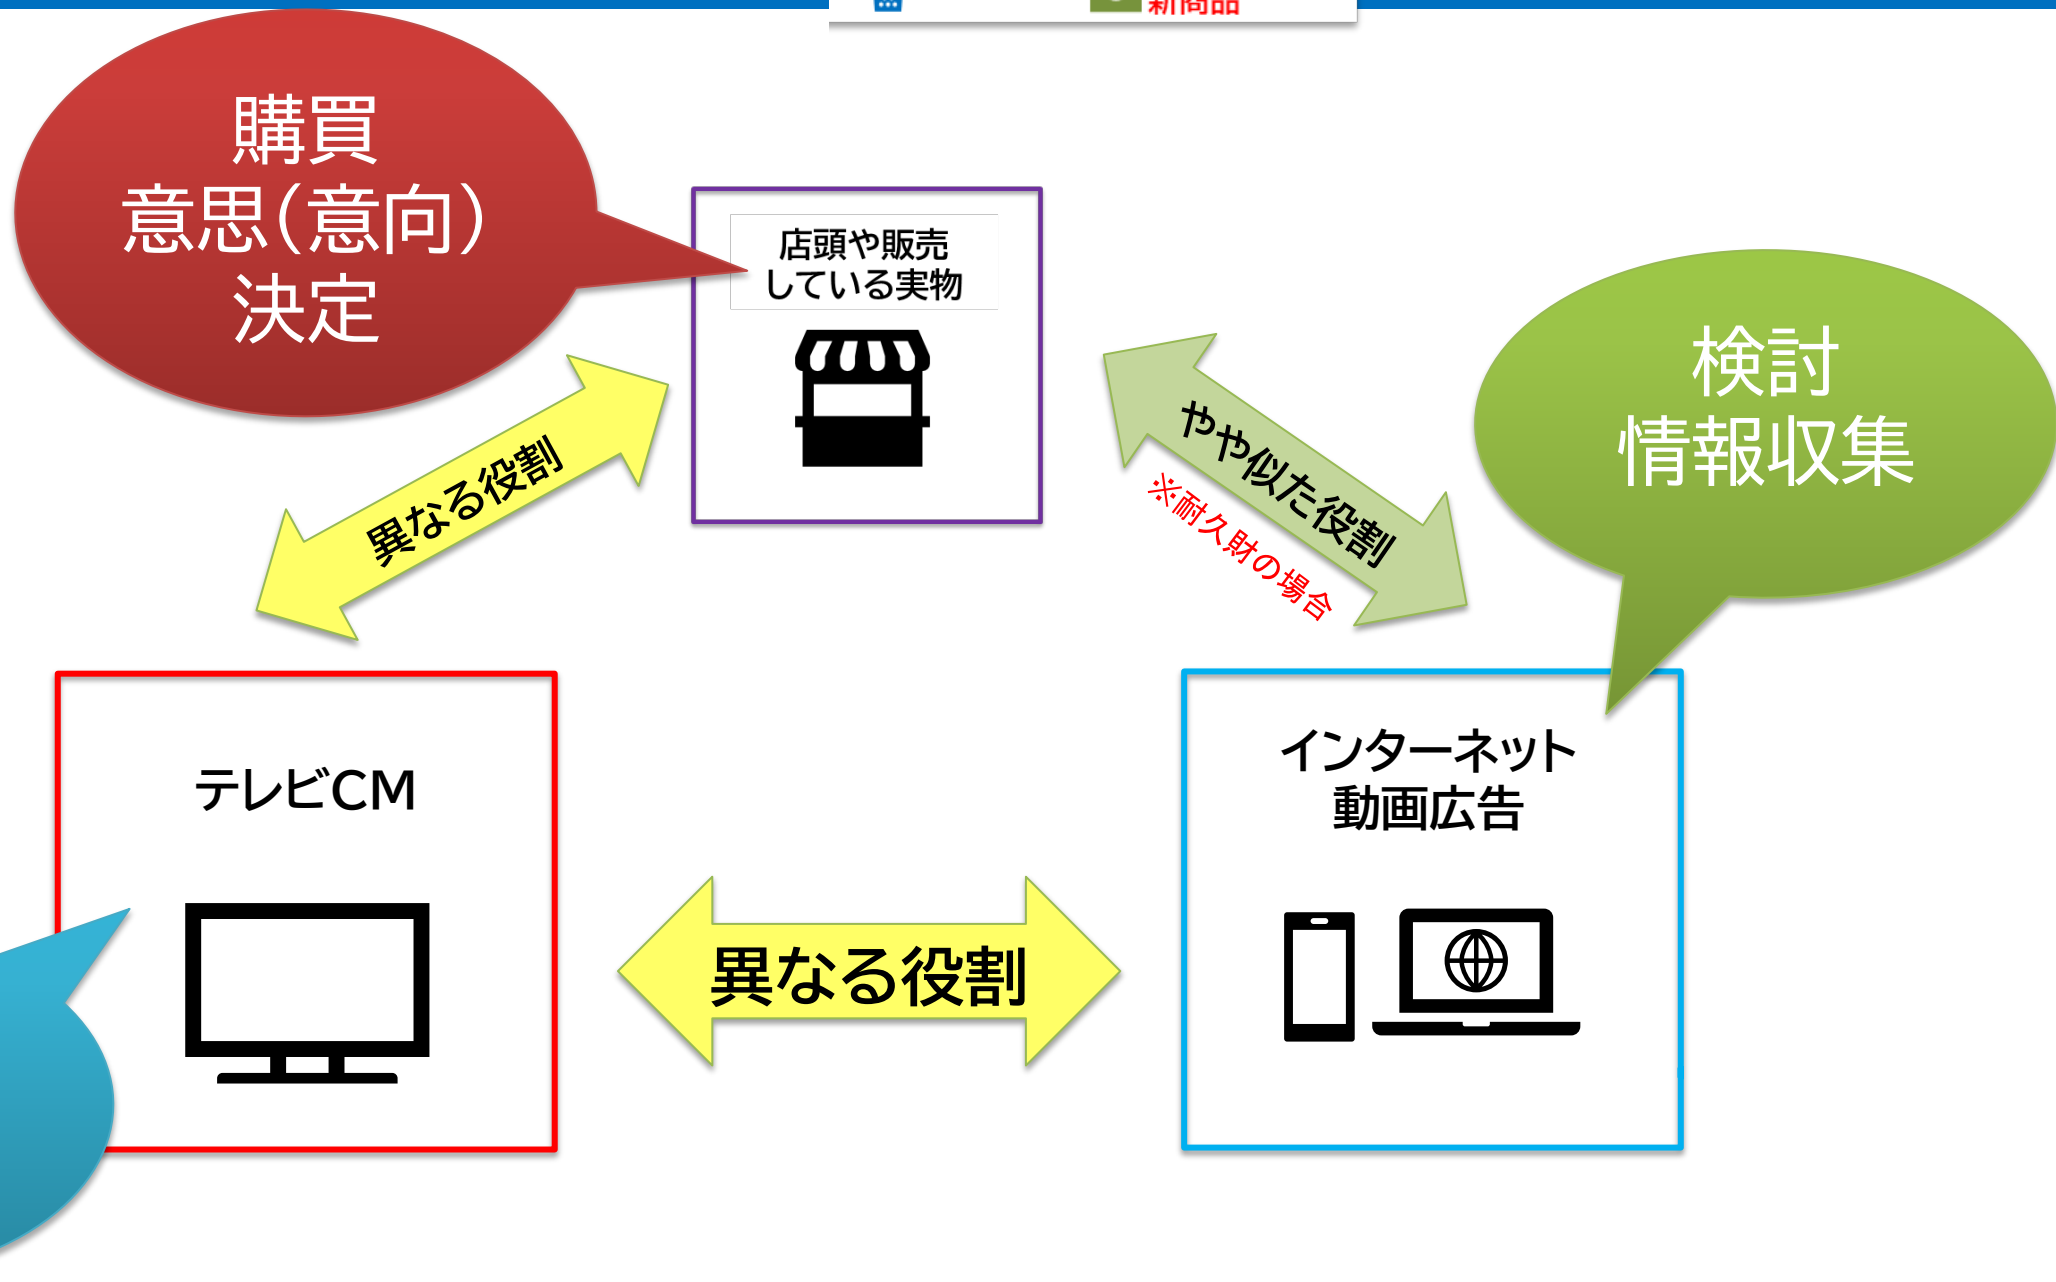 新商品
購買
意思（意向）
決定
店頭や販売
している実物
検討
情報収集
異なる役割
やや似た役割
※耐久財の場合
テレビCM
インターネット
動画広告
異なる役割